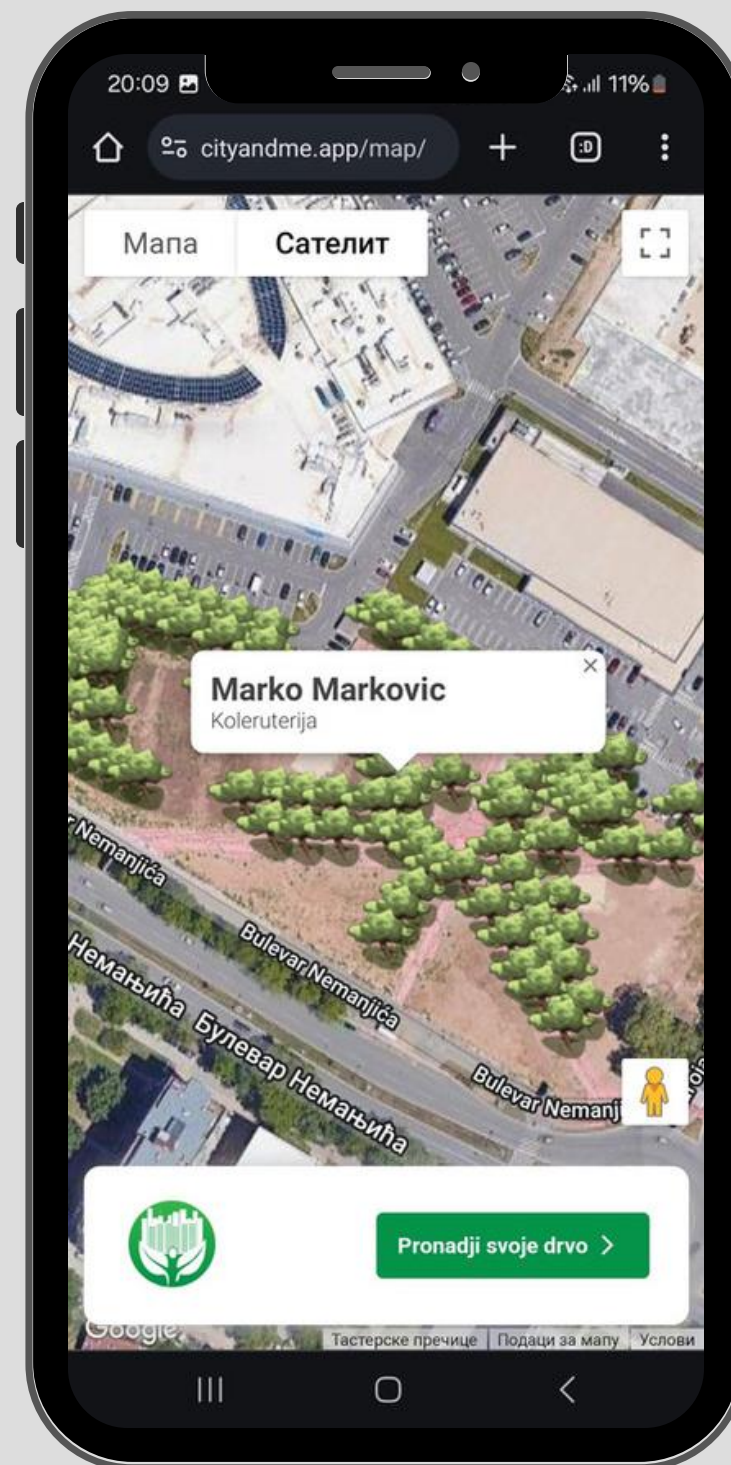 20:09
11%
cityandme.app/map/
:D
Мапа
Сателит
Marko Markovic
Koleruterija
r Nemanjića
Bulevar Nemanjića
Немањића
Булевар Немањића
Bulevar Nemanj
Pronadji svoje drvo
Google
Тастерске пречице
Подаци за мапу
Услови